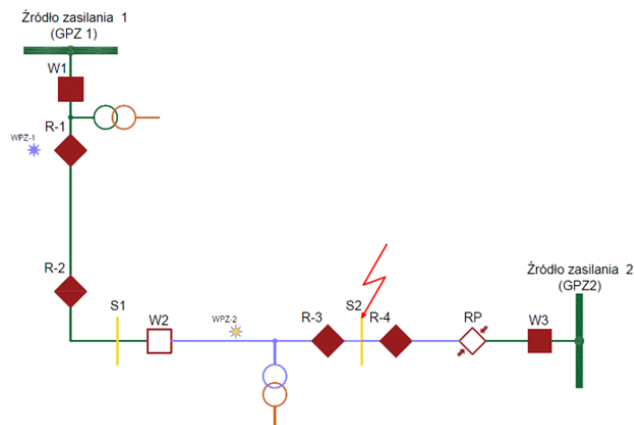 Źródło zasilania 1
(GPZ 1)
W1
R-1
WPZ-1
R-2
S1
W2
WPZ-2
R-3
S2
R-4
RP
W3
Źródło zasilania 2
(GPZ2)